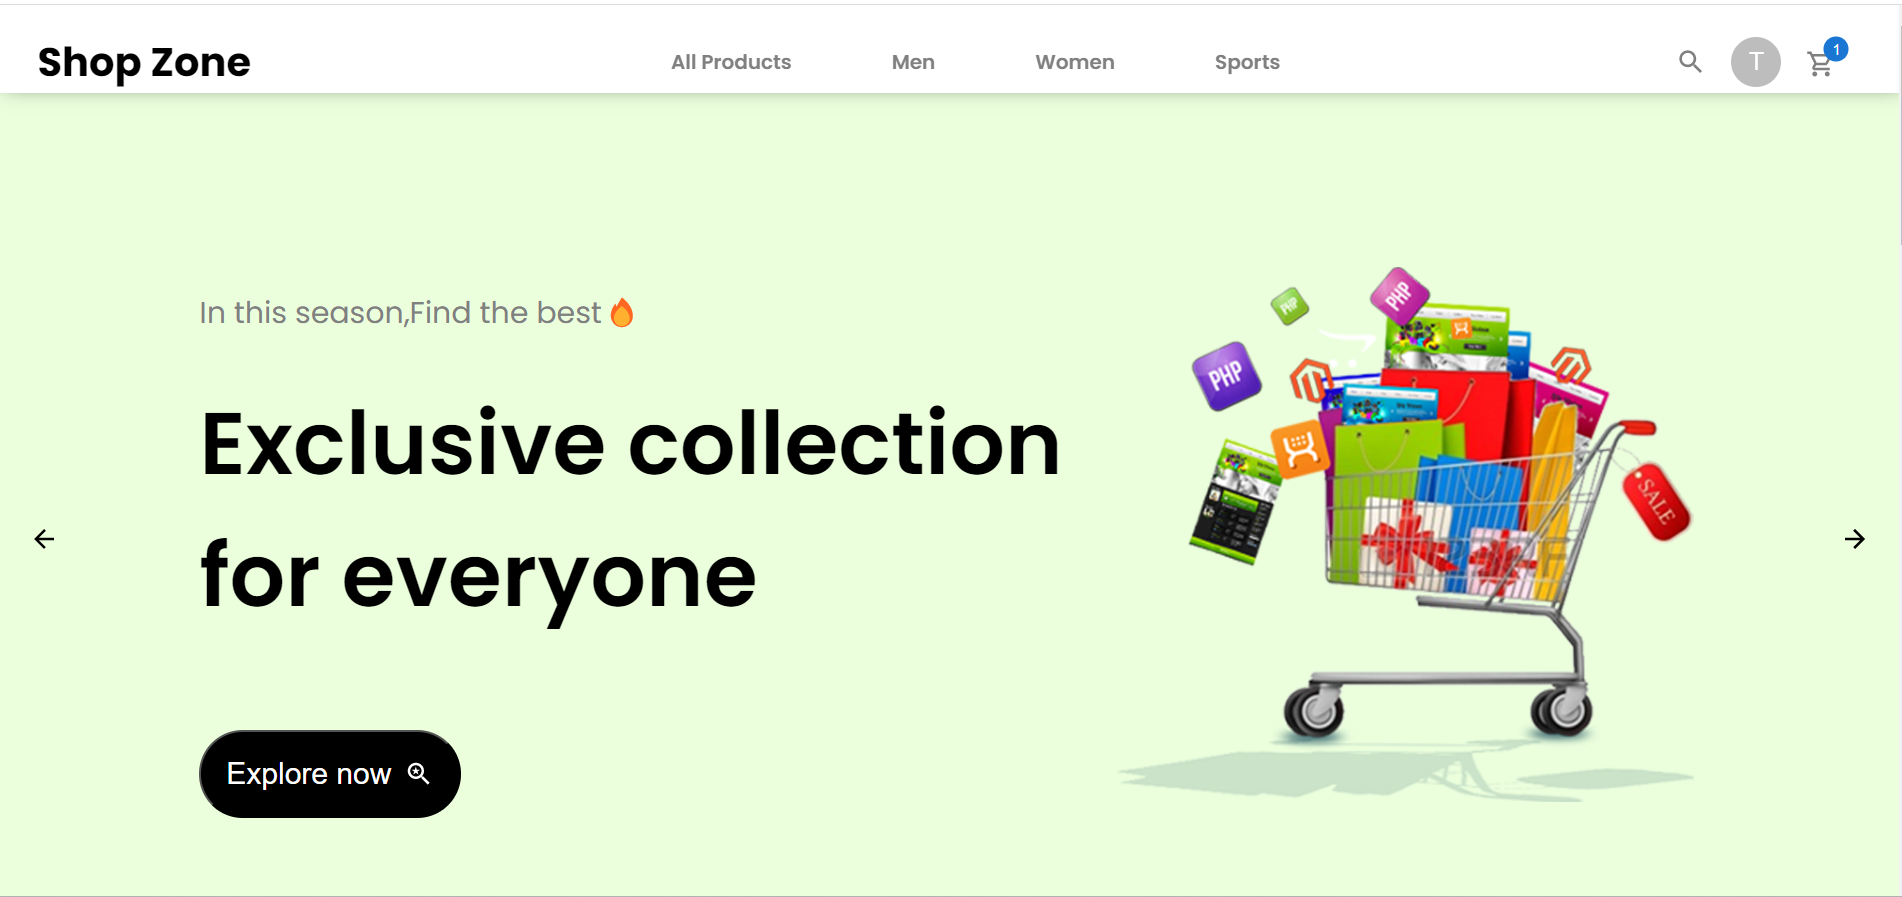 Shop Zone
All Products
Men
Women
Sports
T
1
In this season,Find the best🔥
Exclusive collection
for everyone
Explore now
PHP
PHP
PHP
SALE